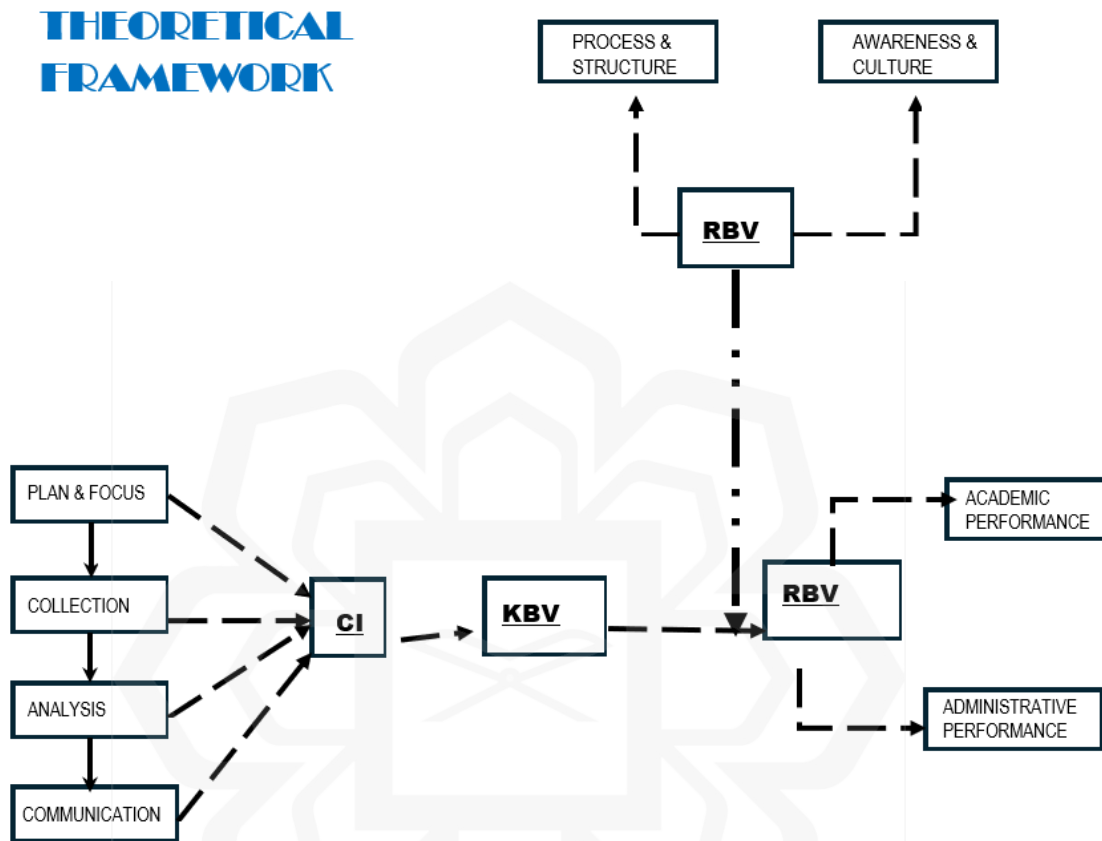 THEORETICAL
FRAMEWORK
PROCESS &
STRUCTURE
AWARENESS &
CULTURE
RBV
PLAN & FOCUS
COLLECTION
ANALYSIS
COMMUNICATION
CI
KBV
RBV
ACADEMIC
PERFORMANCE
ADMINISTRATIVE
PERFORMANCE